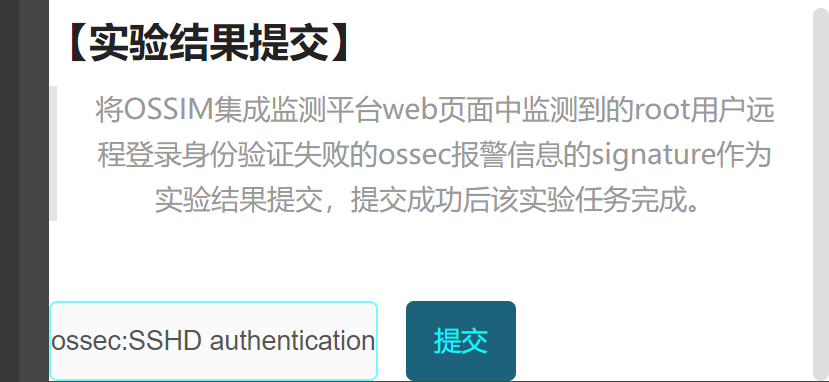 【实验结果提交】
将OSSIM集成监测平台web页面中监测到的root用户远
程登录身份验证失败的ossec报警信息的signature作为
实验结果提交，提交成功后该实验任务完成。
ossec:SSHD authentication
提交